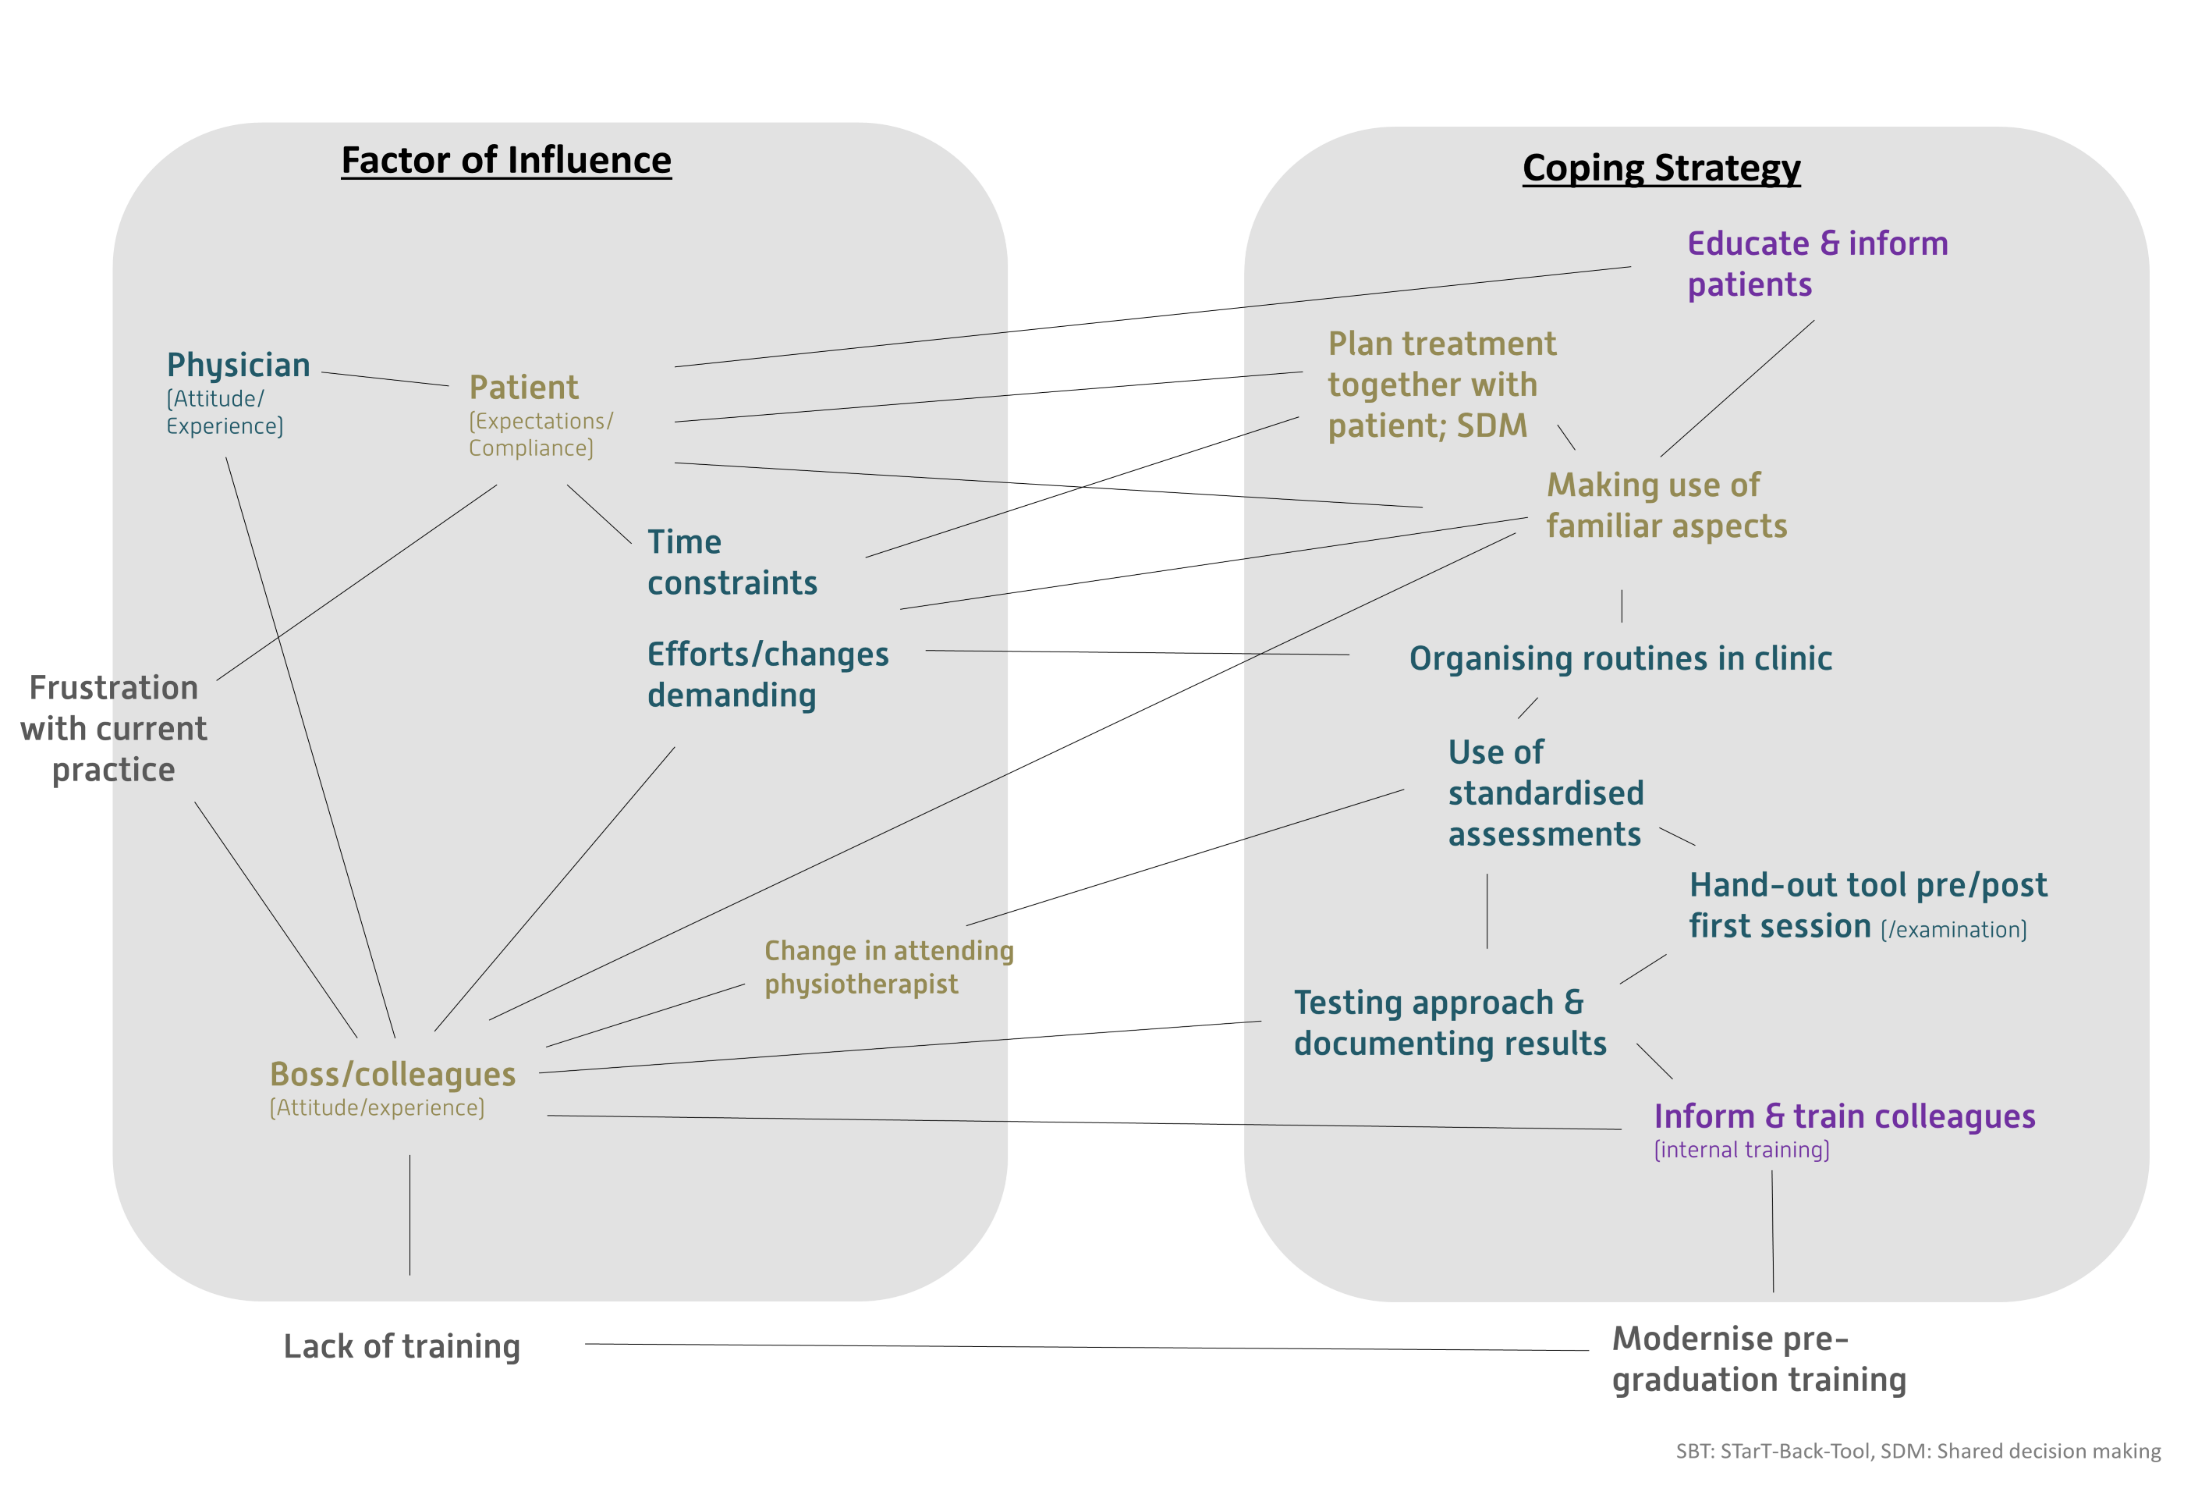 Factor of Influence
Physician
(Attitude/
Experience)
Patient
(Expectations/
Compliance)
Time
constraints
Efforts/changes
demanding
Frustration
with current
practice
Change in attending
physiotherapist
Boss/colleagues
(Attitude/experience)
Lack of training
Coping Strategy
Educate & inform
patients
Plan treatment
together with
patient; SDM
Making use of
familiar aspects
Organising routines in clinic
Use of
standardised
assessments
Hand-out tool pre/post
first session (/examination)
Testing approach &
documenting results
Inform & train colleagues
(internal training)
Modernise pre-
graduation training
SBT: STarT-Back-Tool, SDM: Shared decision making